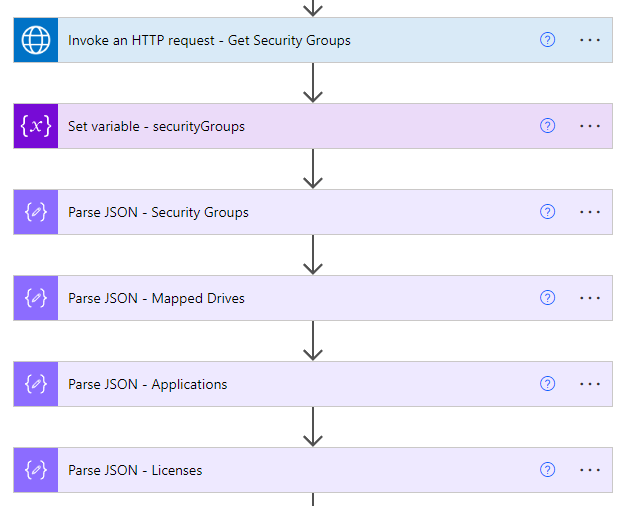 Invoke an HTTP request - Get Security Groups
{x} Set variable - securityGroups
Parse JSON - Security Groups
Parse JSON - Mapped Drives
Parse JSON - Applications
Parse JSON - Licenses